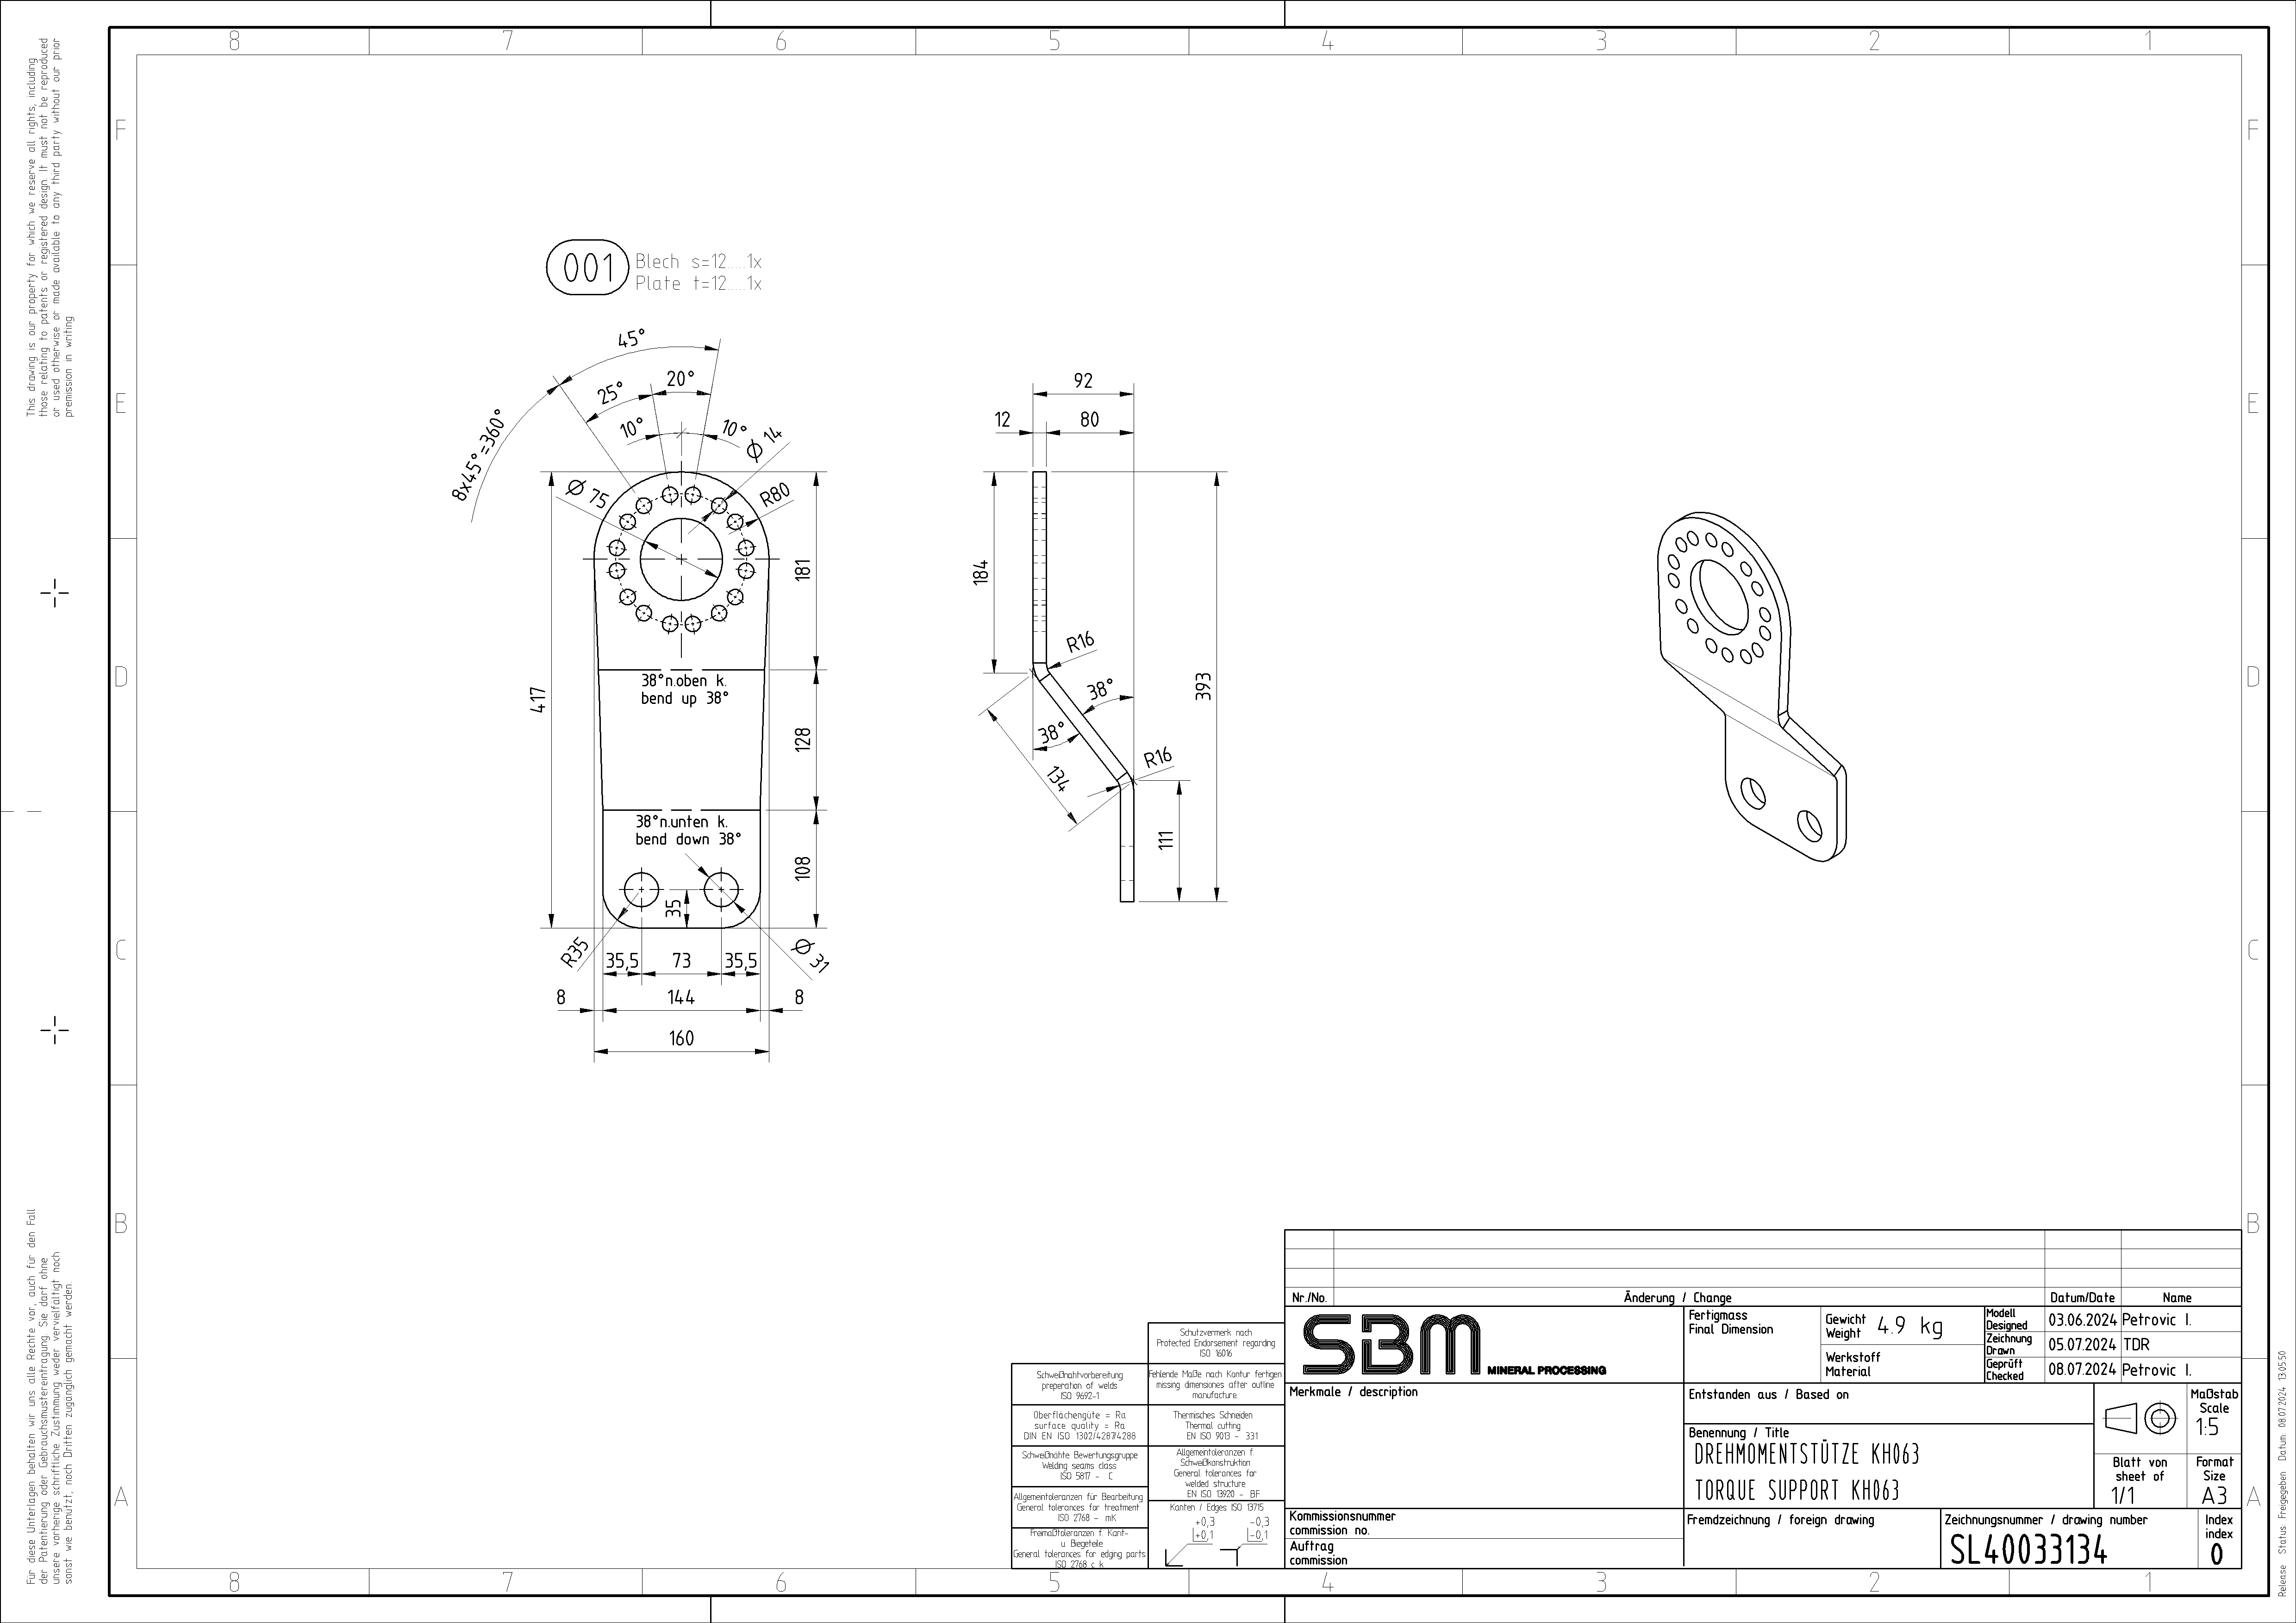 8 7 6 5 4 3 2 1
F F
E E
D D
C C
B B
A A
8 7 6 5 4 3 2 1
This drawing is our property for which we reserve all rights, including
those relating to patents or registered design. It must not be reproduced
or used otherwise or made available to any third party without our prior
premission in writing
Für diese Unterlagen behalten wir uns alle Rechte vor, auch für den Fall
der Patentierung oder Gebrauchsmustereintragung. Sie darf ohne
unsere vorherige schriftliche Zustimmung weder vervielfältigt noch
sonst wie benützt, noch Dritten zugänglich gemacht werden.
001
Blech s=12....1x
Plate t=12....1x
45°
25° 20°
10° 10°
8x45°=360°
Ø 14
Ø 75
R80
181
417
38°n.oben k.
bend up 38°
128
38°n.unten k.
bend down 38°
108
35
R35
Ø 31
35,5 73 35,5
8 144 8
160
92
12 80
184
R16
38°
393
38°
134
R16
111
Nr./No. Änderung / Change Datum/Date Name
SBM
MINERAL PROCESSING
Fertigmass
Final Dimension
Gewicht
Weight
4.9 kg
Werkstoff
Material
Modell
Designed
03.06.2024 Petrovic I.
Zeichnung
Drawn
05.07.2024 TDR
Geprüft
Checked
08.07.2024 Petrovic I.
Merkmale / description
Entstanden aus / Based on
Benennung / Title
DREHMOMENTSTÜTZE KH063
TORQUE SUPPORT KH063
Maßstab
Scale
1:5
Blatt von
sheet of
1/1
Format
Size
A3
Kommissionsnummer
commission no.
Auftrag
commission
Fremdzeichnung / foreign drawing
Zeichnungsnummer / drawing number
SL40033134
Index
index
0
Schutzvermerk nach
Protected Endorsement regarding
ISO 16016
Schweißnahtvorbereitung
preperation of welds
ISO 9692-1
Fehlende Maße nach Kontur fertigen
missing dimensiones after outline
manufacture.
Oberflächengüte = Ra
surface quality = Ra
DIN EN ISO 1302/4287/4288
Thermisches Schneiden
Thermal cutting
EN ISO 9013 - 331
Schweißnähte Bewertungsgruppe
Welding seams class
ISO 5817 - C
Allgemeintoleranzen f.
Schweißkonstruktion
General tolerances for
welded structure
EN ISO 13920 - BF
Allgemeintoleranzen für Bearbeitung
General tolerances for treatment
ISO 2768 - mK
Kanten / Edges ISO 13715
+0,3 -0,3
+0,1 -0,1
Freimaßtoleranzen f. Kant-
u. Biegeteile
General tolerances for edging parts
ISO 2768 c k
Release Status: Freigegeben Datum: 08.07.2024 13:05:50